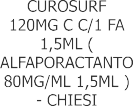 CUROSURF
120MG C C/1 FA
1,5ML (
ALFAPORACTANTO
80MG/ML 1,5ML )
- CHIESI